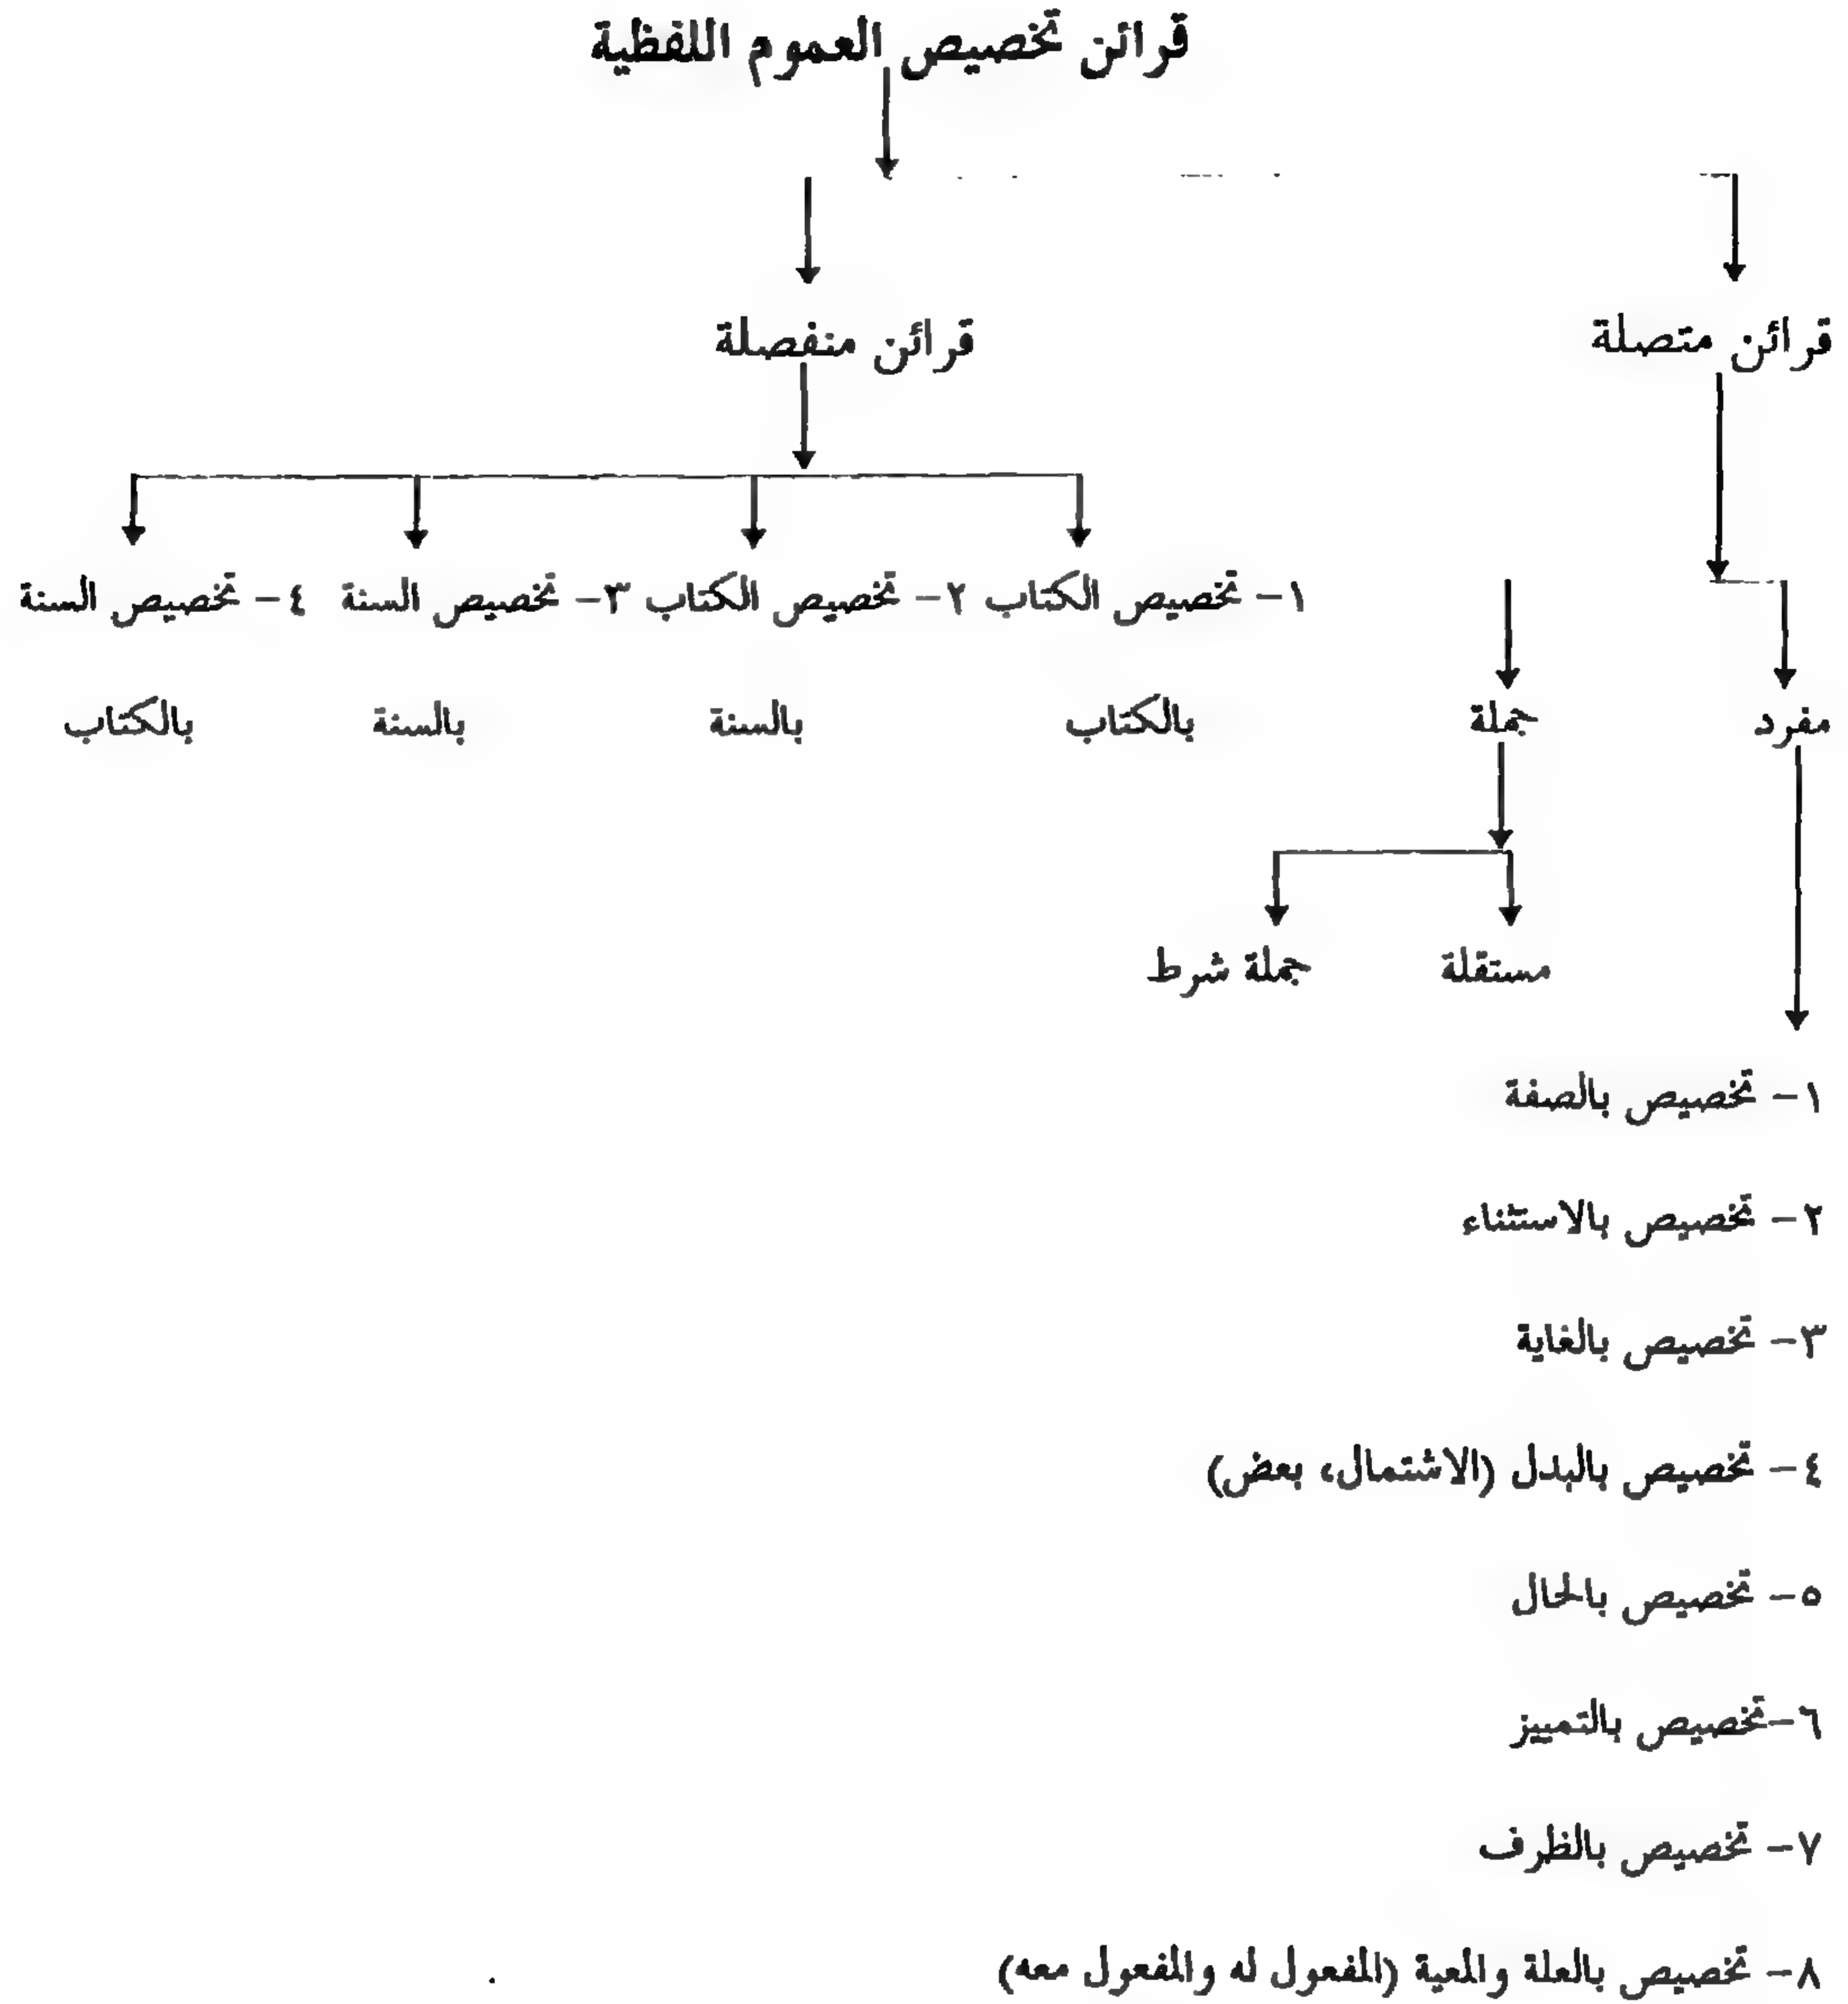 قرائن تخصيص العموم اللفظية
قرائن متصلة
قرائن منفصلة
١- تخصيص الكتاب ٢- تخصيص الكتاب ٣- تخصيص السنة ٤- تخصيص السنة
مفرد
جملة
بالكتاب
بالسنة
بالسنة
بالكتاب
مستقلة
جملة شرط
١- تخصيص بالصفة
٢- تخصيص بالاستثناء
٣- تخصيص بالغاية
٤- تخصيص بالبدل (الاشتمال، بعض)
٥- تخصيص بالحال
٦-تخصيص بالتمييز
٧- تخصيص بالظرف
٨- تخصيص بالعلة والمعية (المفعول له والمفعول معه)